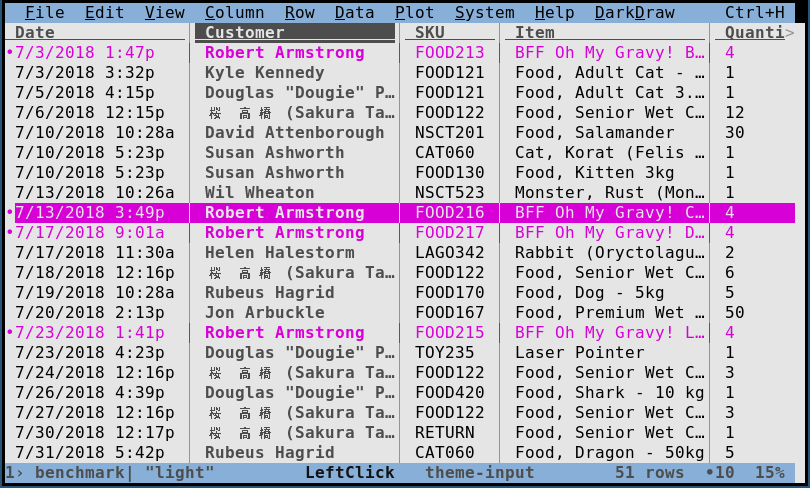 File Edit View Column Row Data Plot System Help DarkDraw Ctrl+H
Date Customer SKU Item Quanti>
•7/3/2018 1:47p Robert Armstrong FOOD213 BFF Oh My Gravy! B… 4
7/3/2018 3:32p Kyle Kennedy FOOD121 Food, Adult Cat - … 1
7/5/2018 4:15p Douglas "Dougie" P… FOOD121 Food, Adult Cat 3.… 1
7/6/2018 12:15p 桜 高橋 (Sakura Ta… FOOD122 Food, Senior Wet C… 12
7/10/2018 10:28a David Attenborough NSCT201 Food, Salamander 30
7/10/2018 5:23p Susan Ashworth CAT060 Cat, Korat (Felis … 1
7/10/2018 5:23p Susan Ashworth FOOD130 Food, Kitten 3kg 1
7/13/2018 10:26a Wil Wheaton NSCT523 Monster, Rust (Mon… 1
•7/13/2018 3:49p Robert Armstrong FOOD216 BFF Oh My Gravy! C… 4
•7/17/2018 9:01a Robert Armstrong FOOD217 BFF Oh My Gravy! D… 4
7/17/2018 11:30a Helen Halestorm LAGO342 Rabbit (Oryctolagu… 2
7/18/2018 12:16p 桜 高橋 (Sakura Ta… FOOD122 Food, Senior Wet C… 6
7/19/2018 10:28a Rubeus Hagrid FOOD170 Food, Dog - 5kg 5
7/20/2018 2:13p Jon Arbuckle FOOD167 Food, Premium Wet … 50
•7/23/2018 1:41p Robert Armstrong FOOD215 BFF Oh My Gravy! L… 4
7/23/2018 4:23p Douglas "Dougie" P… TOY235 Laser Pointer 1
7/24/2018 12:16p 桜 高橋 (Sakura Ta… FOOD122 Food, Senior Wet C… 3
7/26/2018 4:39p Douglas "Dougie" P… FOOD420 Food, Shark - 10 kg 1
7/27/2018 12:16p 桜 高橋 (Sakura Ta… FOOD122 Food, Senior Wet C… 3
7/30/2018 12:17p 桜 高橋 (Sakura Ta… RETURN Food, Senior Wet C… 1
7/31/2018 5:42p Rubeus Hagrid CAT060 Food, Dragon - 50kg 5
1› benchmark| "light" LeftClick theme-input 51 rows •10 15%